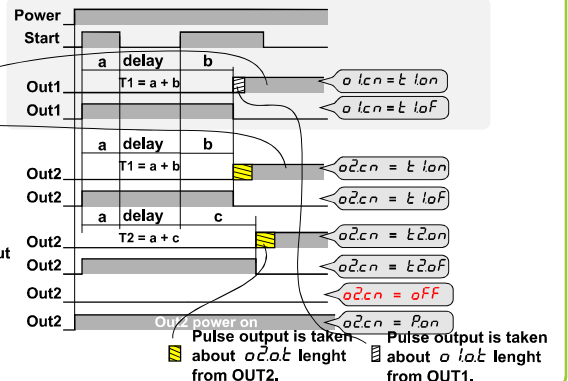 Power
Start
a delay b
T1 = a + b
Out1
o1.cn = t1.on
Out1
o1.cn = t1.oF
a delay b
T1 = a + b
Out2
o2.cn = t1.on
Out2
o2.cn = t1.oF
a delay c
T2 = a + c
Out2
o2.cn = t2.on
ut
Out2
o2.cn = t2.oF
Out2
o2.cn = oFF
Out2
Out2 power on
o2.cn = P.on
Pulse output is taken
about o2.o.t lenght
from OUT2.
Pulse output is taken
about o1.o.t lenght
from OUT1.